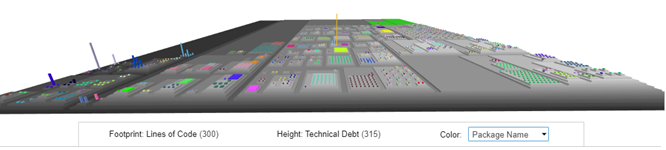 Footprint: Lines of Code (300)
Height: Technical Debt (315)
Color:
Package Name